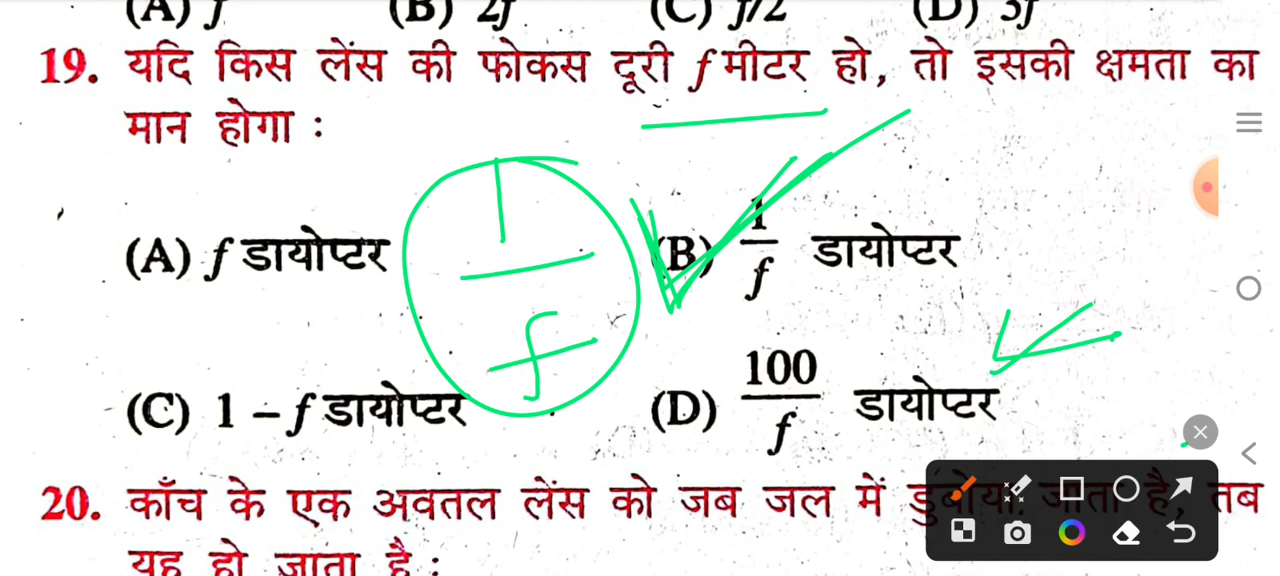 (A) f (B) 2f (C) f/2 (D) 3f
19. यदि किस लेंस की फोकस दूरी f मीटर हो, तो इसकी क्षमता का
मान होगा :
(A) f डायोप्टर (B) 1/f डायोप्टर
1/f
(C) 1 – f डायोप्टर (D) 100/f डायोप्टर
20. काँच के एक अवतल लेंस को जब जल में डुबोया जाता है, तब
यह हो जाता है :